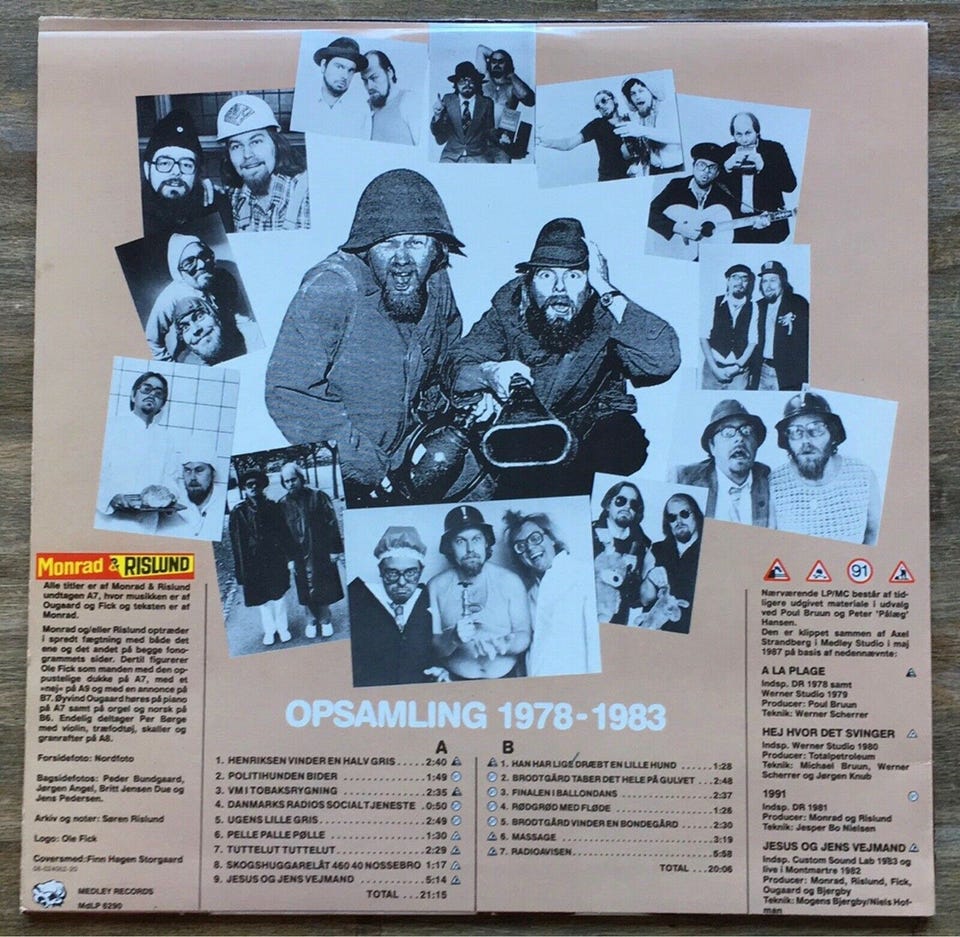 Monrad & RISLUND
Alle titler er af Monrad & Rislund
undtagen A7, hvor musikken er af
Ougaard og Fick og teksten er af
Monrad.
Monrad og/eller Rislund optræder
i spredt fægtning med både det
ene og det andet på begge fono-
grammets sider. Dertil figurerer
Ole Fick som manden med den op-
pustelige dukke på A7, med et
»nej« på A9 og med en annonce på
B7. Øyvind Ougaard høres på piano
på A7 samt på orgel og norsk på
B6. Endelig deltager Per Børge
med violin, træfodtøj, skaller og
granrafter på A8.
Forsidefoto: Nordfoto
Bagsidefotos: Peder Bundgaard,
Jørgen Angel, Britt Jensen Due og
Jens Pedersen.
Arkiv og noter: Søren Rislund
Logo: Ole Fick
Coversmed: Finn Hagen Storgaard
MEDLEY RECORDS
MdLP 6290
OPSAMLING 1978-1983
A
1. HENRIKSEN VINDER EN HALV GRIS.....2:40
2. POLITIHUNDEN BIDER..........1:49
3. VM I TOBAKSRYGNING..........2:35
4. DANMARKS RADIOS SOCIALTJENESTE .0:50
5. UGENS LILLE GRIS..........2:49
6. PELLE PALLE PØLLE..........1:30
7. TUTTELUT TUTTELUT..........2:29
8. SKOGSHUGGARELÅT 460 40 NOSSEBRO 1:17
9. JESUS OG JENS VEJMAND..........5:14
TOTAL ...21:15
B
1. HAN HAR LIGE DRÆBT EN LILLE HUND......1:28
2. BRODTGÅRD TABER DET HELE PÅ GULVET...2:48
3. FINALEN I BALLONDANS..........2:37
4. RØDGRØD MED FLØDE..........1:26
5. BRODTGÅRD VINDER EN BONDEGÅRD.....2:30
6. MASSAGE..........3:19
7. RADIOAVISEN..........5:58
TOTAL ...20:06
91
Nærværende LP/MC består af tid-
ligere udgivet materiale i udvalg
ved Poul Bruun og Peter "Pålæg"
Hansen.
Den er klippet sammen af Axel
Strandberg i Medley Studio i maj
1987 på basis af nedennævnte:
A LA PLAGE
Indsp. DR 1978 samt
Werner Studio 1979
Producer: Poul Bruun
Teknik: Werner Scherrer
HEJ HVOR DET SVINGER
Indsp. Werner Studio 1980
Producer: Totalpetroleum
Teknik: Michael Bruun, Werner
Scherrer og Jørgen Knub
1991
Indsp. DR 1981
Producer: Monrad og Rislund
Teknik: Jesper Bo Nielsen
JESUS OG JENS VEJMAND
Indsp. Custom Sound Lab 1983 og
live i Montmartre 1982
Producer: Monrad, Rislund, Fick,
Ougaard og Bjergby
Teknik: Mogens Bjergby/Niels Hof-
man